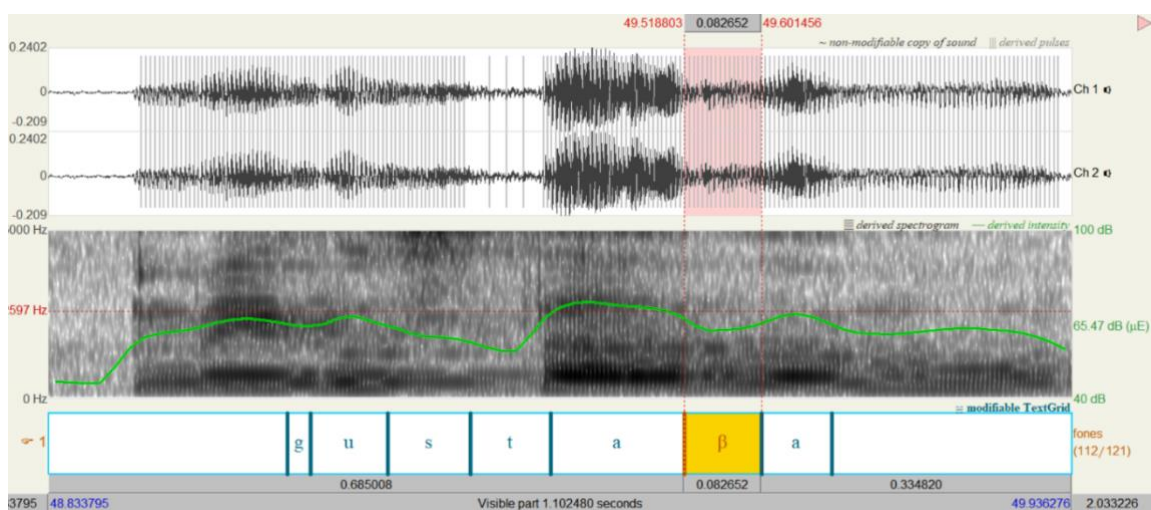 49.518803 0.082652 49.601456
~ non-modifiable copy of sound ||| derived pulses
0.2402
0
-0.209
Ch 1
0.2402
0
-0.209
Ch 2
derived spectrogram — derived intensity
5000 Hz
100 dB
2597 Hz
65.47 dB (µE)
0 Hz
40 dB
modifiable TextGrid
1 g u s t a β a fones
(112/121)
0.685008 0.082652 0.334820
3795 48.833795 Visible part 1.102480 seconds 49.936276 2.033226